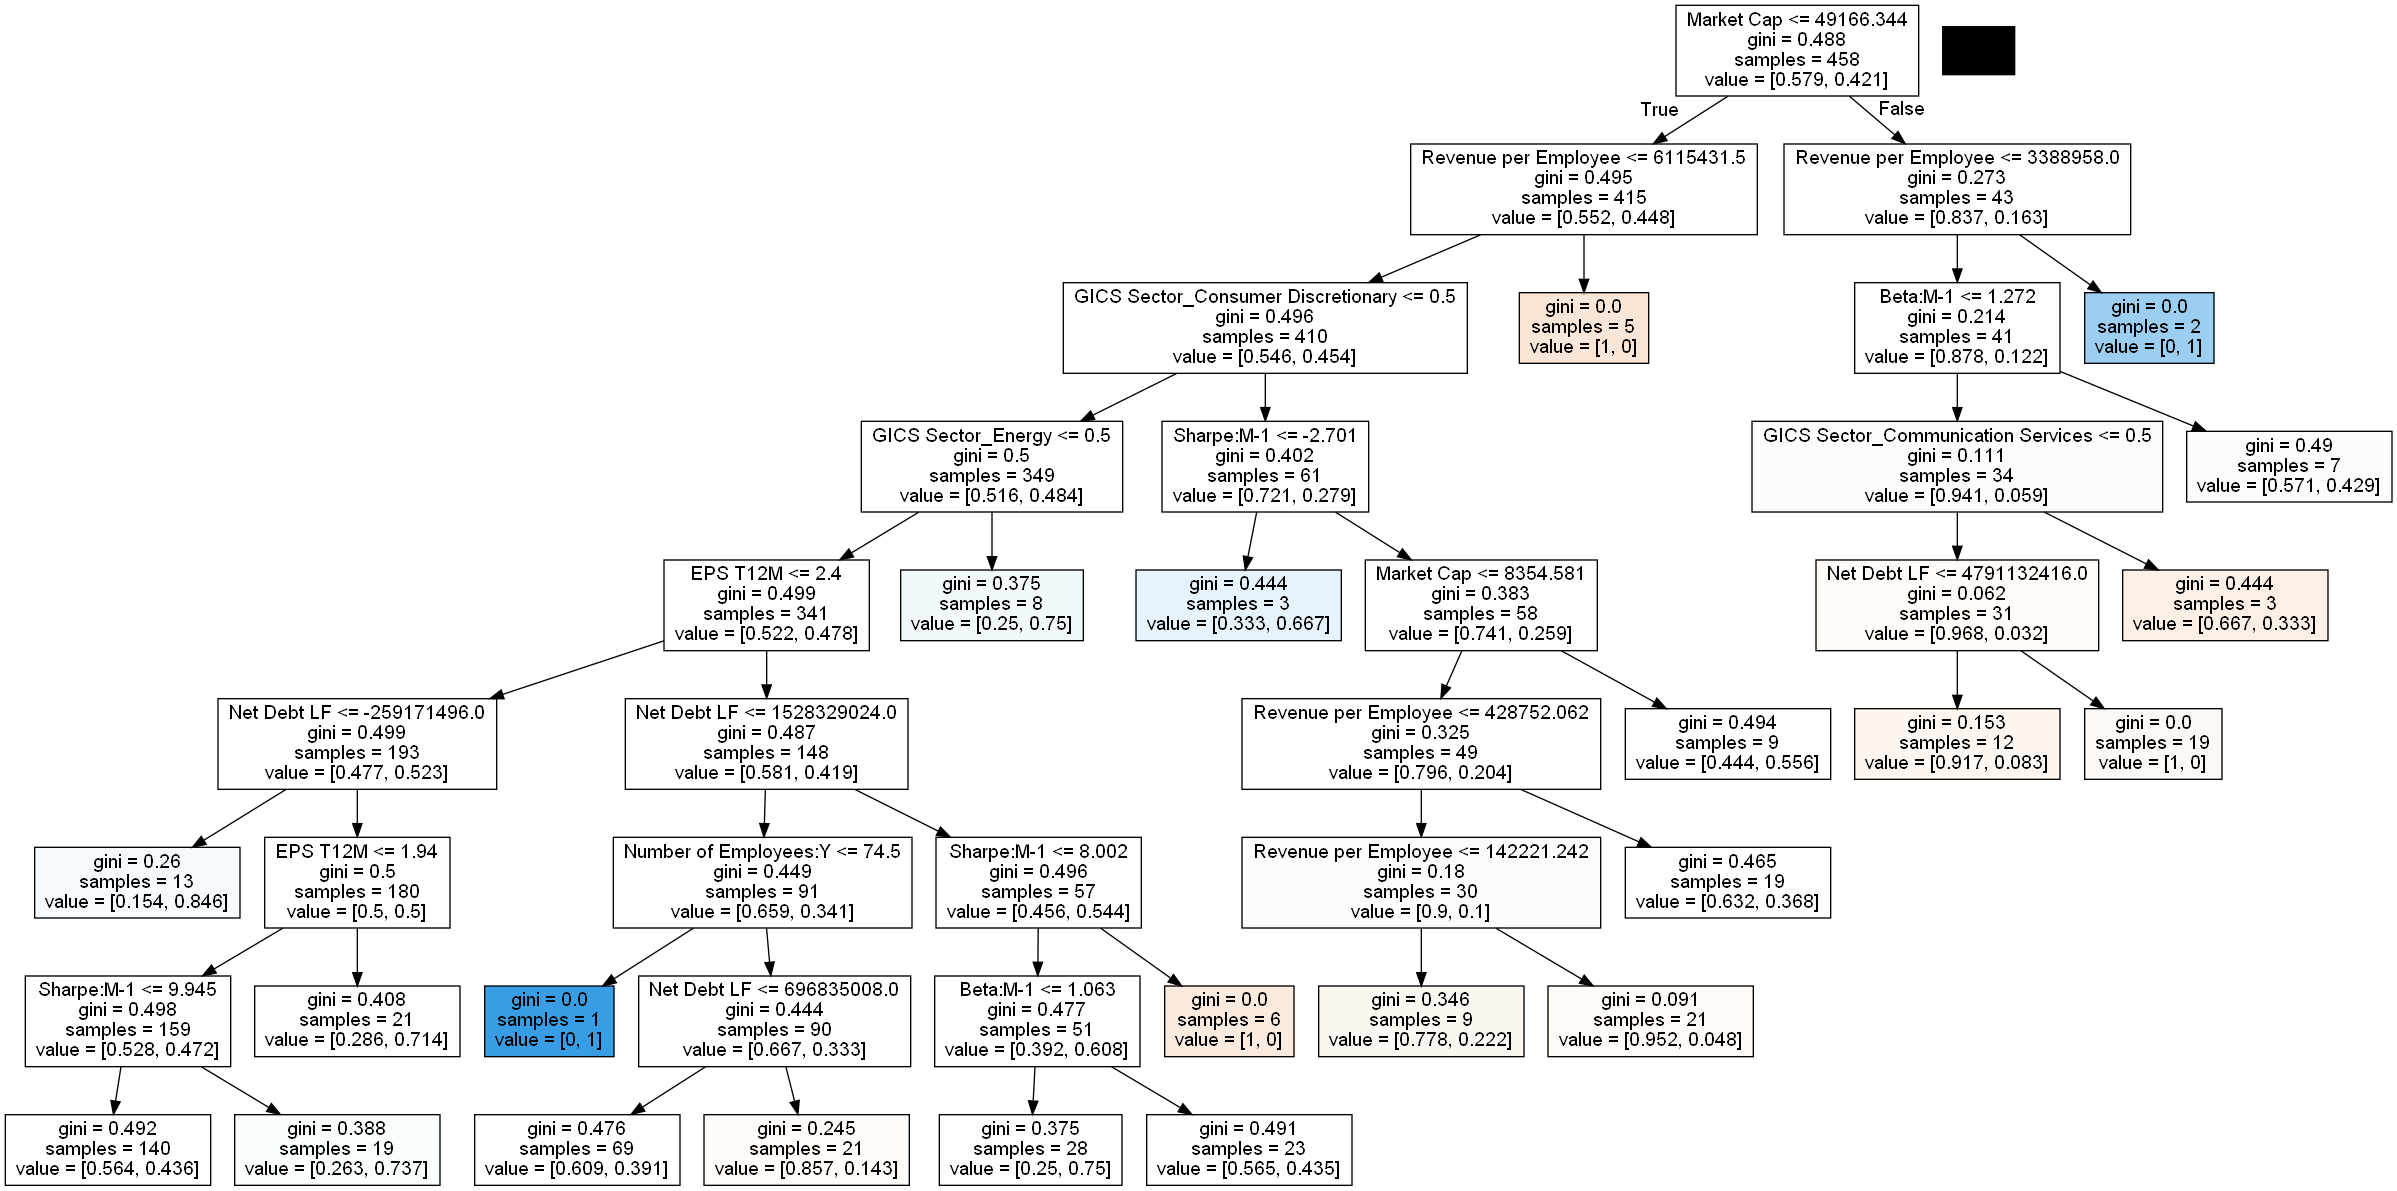 Market Cap <= 49166.344
gini = 0.488
samples = 458
value = [0.579, 0.421]
True
False
Revenue per Employee <= 6115431.5
gini = 0.495
samples = 415
value = [0.552, 0.448]
Revenue per Employee <= 3388958.0
gini = 0.273
samples = 43
value = [0.837, 0.163]
GICS Sector_Consumer Discretionary <= 0.5
gini = 0.496
samples = 410
value = [0.546, 0.454]
gini = 0.0
samples = 5
value = [1, 0]
Beta:M-1 <= 1.272
gini = 0.214
samples = 41
value = [0.878, 0.122]
gini = 0.0
samples = 2
value = [0, 1]
GICS Sector_Energy <= 0.5
gini = 0.5
samples = 349
value = [0.516, 0.484]
Sharpe:M-1 <= -2.701
gini = 0.402
samples = 61
value = [0.721, 0.279]
GICS Sector_Communication Services <= 0.5
gini = 0.111
samples = 34
value = [0.941, 0.059]
gini = 0.49
samples = 7
value = [0.571, 0.429]
EPS T12M <= 2.4
gini = 0.499
samples = 341
value = [0.522, 0.478]
gini = 0.375
samples = 8
value = [0.25, 0.75]
gini = 0.444
samples = 3
value = [0.333, 0.667]
Market Cap <= 8354.581
gini = 0.383
samples = 58
value = [0.741, 0.259]
Net Debt LF <= 4791132416.0
gini = 0.062
samples = 31
value = [0.968, 0.032]
gini = 0.444
samples = 3
value = [0.667, 0.333]
Net Debt LF <= -259171496.0
gini = 0.499
samples = 193
value = [0.477, 0.523]
Net Debt LF <= 1528329024.0
gini = 0.487
samples = 148
value = [0.581, 0.419]
Revenue per Employee <= 428752.062
gini = 0.325
samples = 49
value = [0.796, 0.204]
gini = 0.494
samples = 9
value = [0.444, 0.556]
gini = 0.153
samples = 12
value = [0.917, 0.083]
gini = 0.0
samples = 19
value = [1, 0]
gini = 0.26
samples = 13
value = [0.154, 0.846]
EPS T12M <= 1.94
gini = 0.5
samples = 180
value = [0.5, 0.5]
Number of Employees:Y <= 74.5
gini = 0.449
samples = 91
value = [0.659, 0.341]
Sharpe:M-1 <= 8.002
gini = 0.496
samples = 57
value = [0.456, 0.544]
Revenue per Employee <= 142221.242
gini = 0.18
samples = 30
value = [0.9, 0.1]
gini = 0.465
samples = 19
value = [0.632, 0.368]
Sharpe:M-1 <= 9.945
gini = 0.498
samples = 159
value = [0.528, 0.472]
gini = 0.408
samples = 21
value = [0.286, 0.714]
gini = 0.0
samples = 1
value = [0, 1]
Net Debt LF <= 696835008.0
gini = 0.444
samples = 90
value = [0.667, 0.333]
Beta:M-1 <= 1.063
gini = 0.477
samples = 51
value = [0.392, 0.608]
gini = 0.0
samples = 6
value = [1, 0]
gini = 0.346
samples = 9
value = [0.778, 0.222]
gini = 0.091
samples = 21
value = [0.952, 0.048]
gini = 0.492
samples = 140
value = [0.564, 0.436]
gini = 0.388
samples = 19
value = [0.263, 0.737]
gini = 0.476
samples = 69
value = [0.609, 0.391]
gini = 0.245
samples = 21
value = [0.857, 0.143]
gini = 0.375
samples = 28
value = [0.25, 0.75]
gini = 0.491
samples = 23
value = [0.565, 0.435]